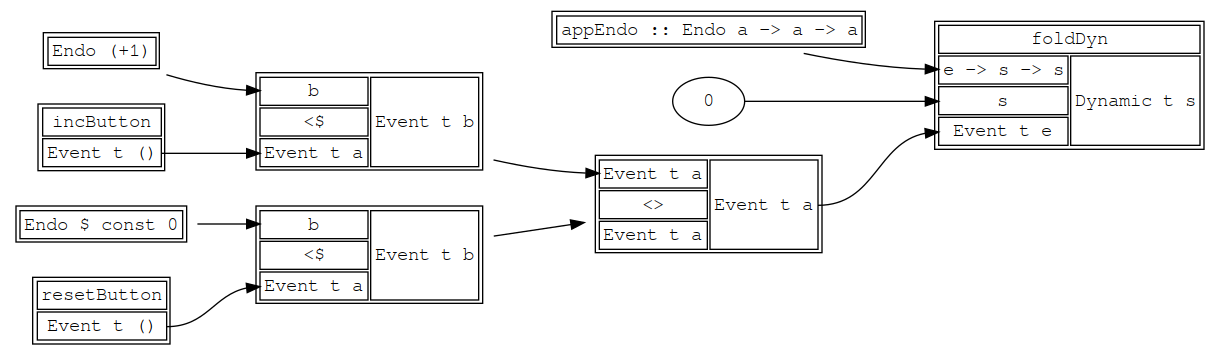 Endo (+1)
incButton
Event t ()
Endo $ const 0
resetButton
Event t ()
b
<$
Event t a
Event t b
b
<$
Event t a
Event t b
appEndo :: Endo a -> a -> a
0
Event t a
<>
Event t a
Event t a
foldDyn
e -> s -> s
s
Event t e
Dynamic t s